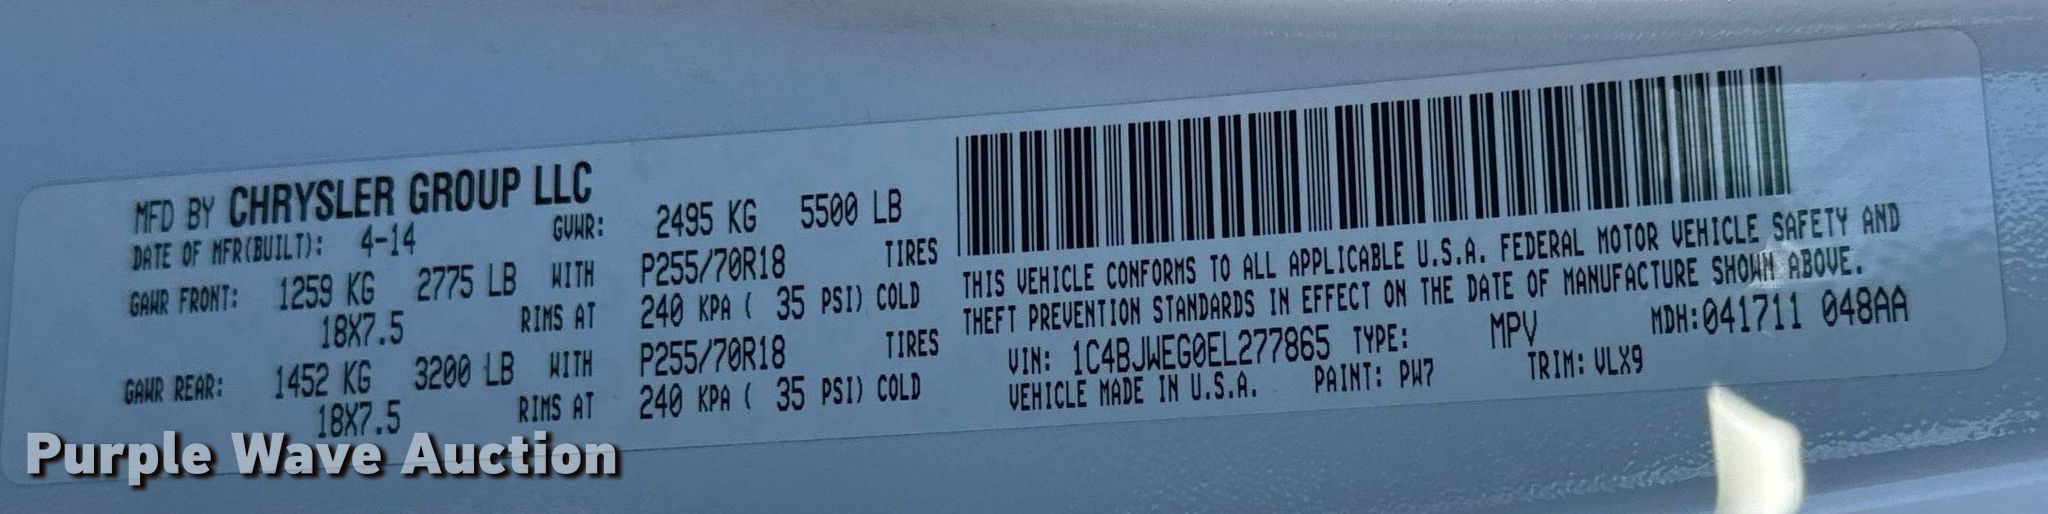 MFD BY CHRYSLER GROUP LLC
DATE OF MFR(BUILT): 4-14 GVWR: 2495 KG 5500 LB
GAWR FRONT: 1259 KG 2775 LB WITH P255/70R18 TIRES
18X7.5 RIMS AT 240 KPA ( 35 PSI) COLD
GAWR REAR: 1452 KG 3200 LB WITH P255/70R18 TIRES
18X7.5 RIMS AT 240 KPA ( 35 PSI) COLD
THIS VEHICLE CONFORMS TO ALL APPLICABLE U.S.A. FEDERAL MOTOR VEHICLE SAFETY AND
THEFT PREVENTION STANDARDS IN EFFECT ON THE DATE OF MANUFACTURE SHOWN ABOVE.
VIN: 1C4BJWEG0EL277865 TYPE: MPV MDH:041711 048AA
VEHICLE MADE IN U.S.A. PAINT: PW7 TRIM: VLX9
Purple Wave Auction